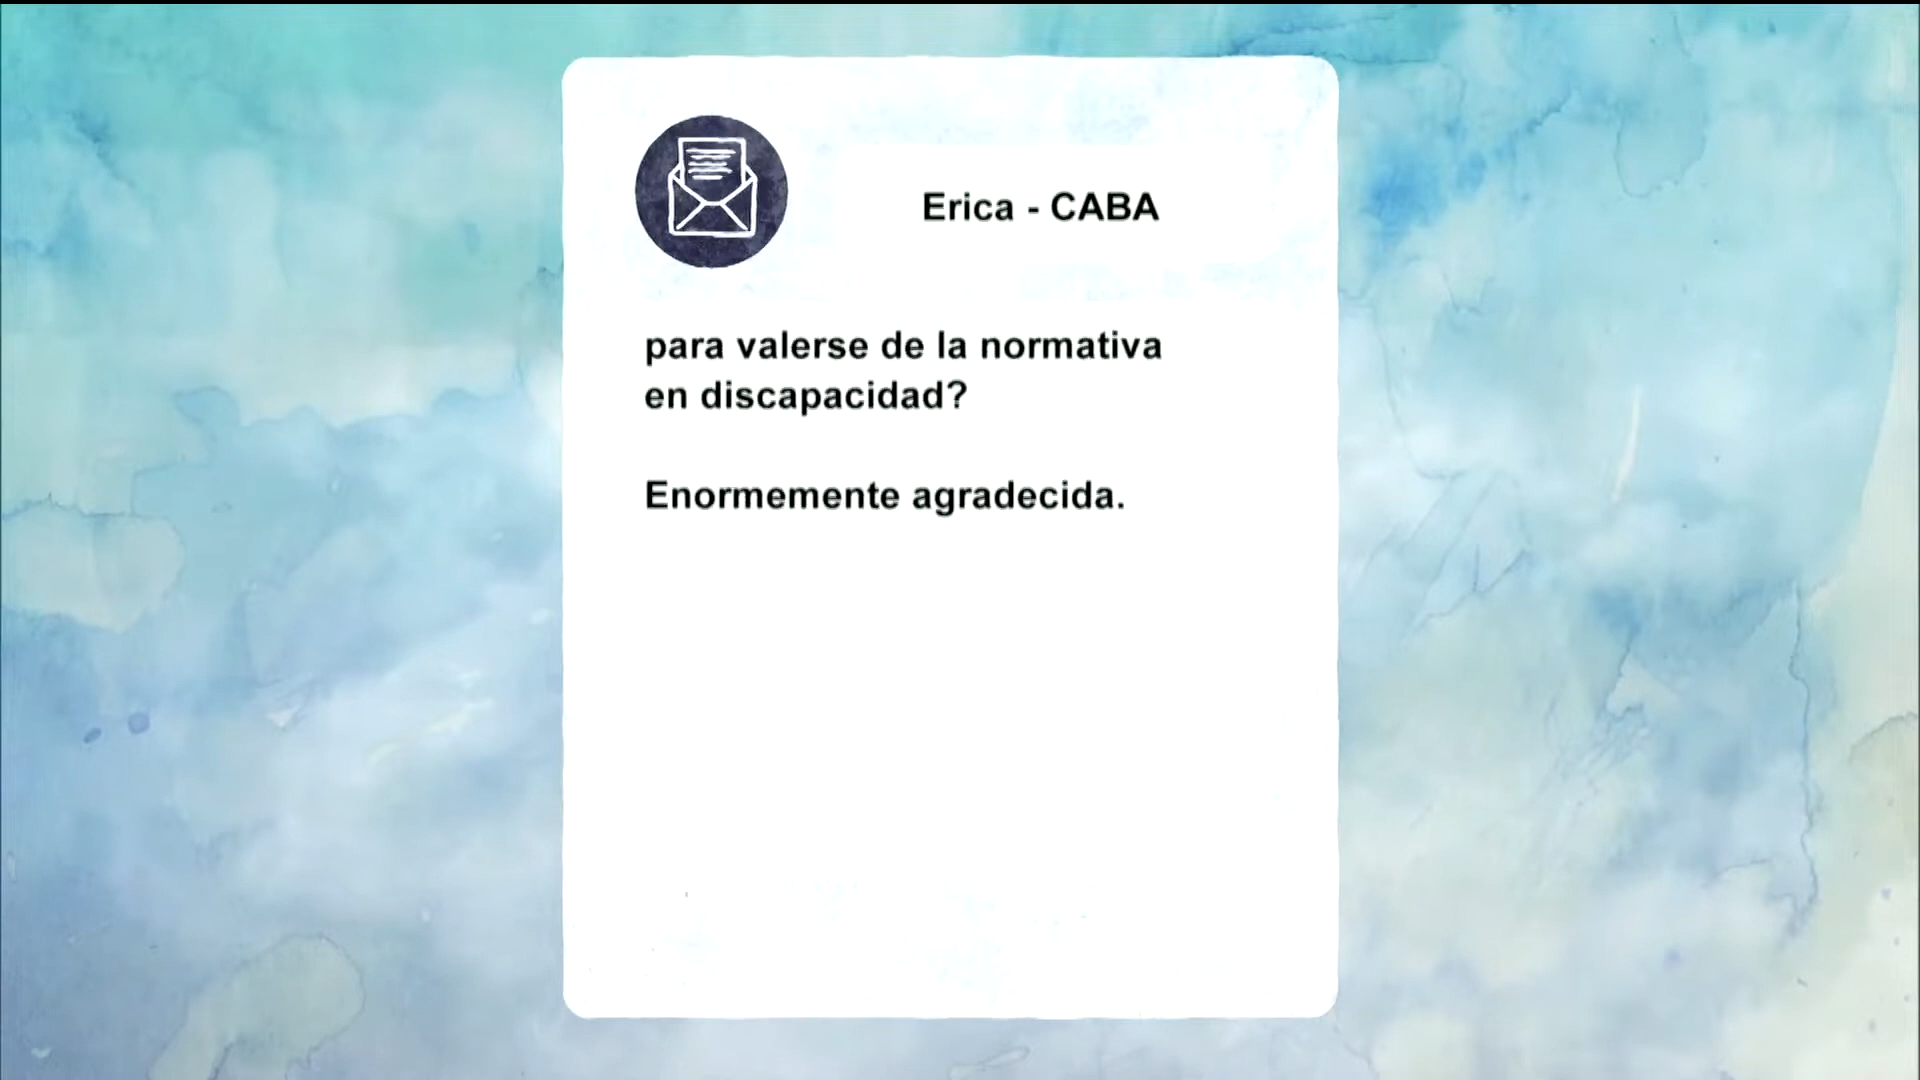 Erica - CABA
para valerse de la normativa
en discapacidad?
Enormemente agradecida.